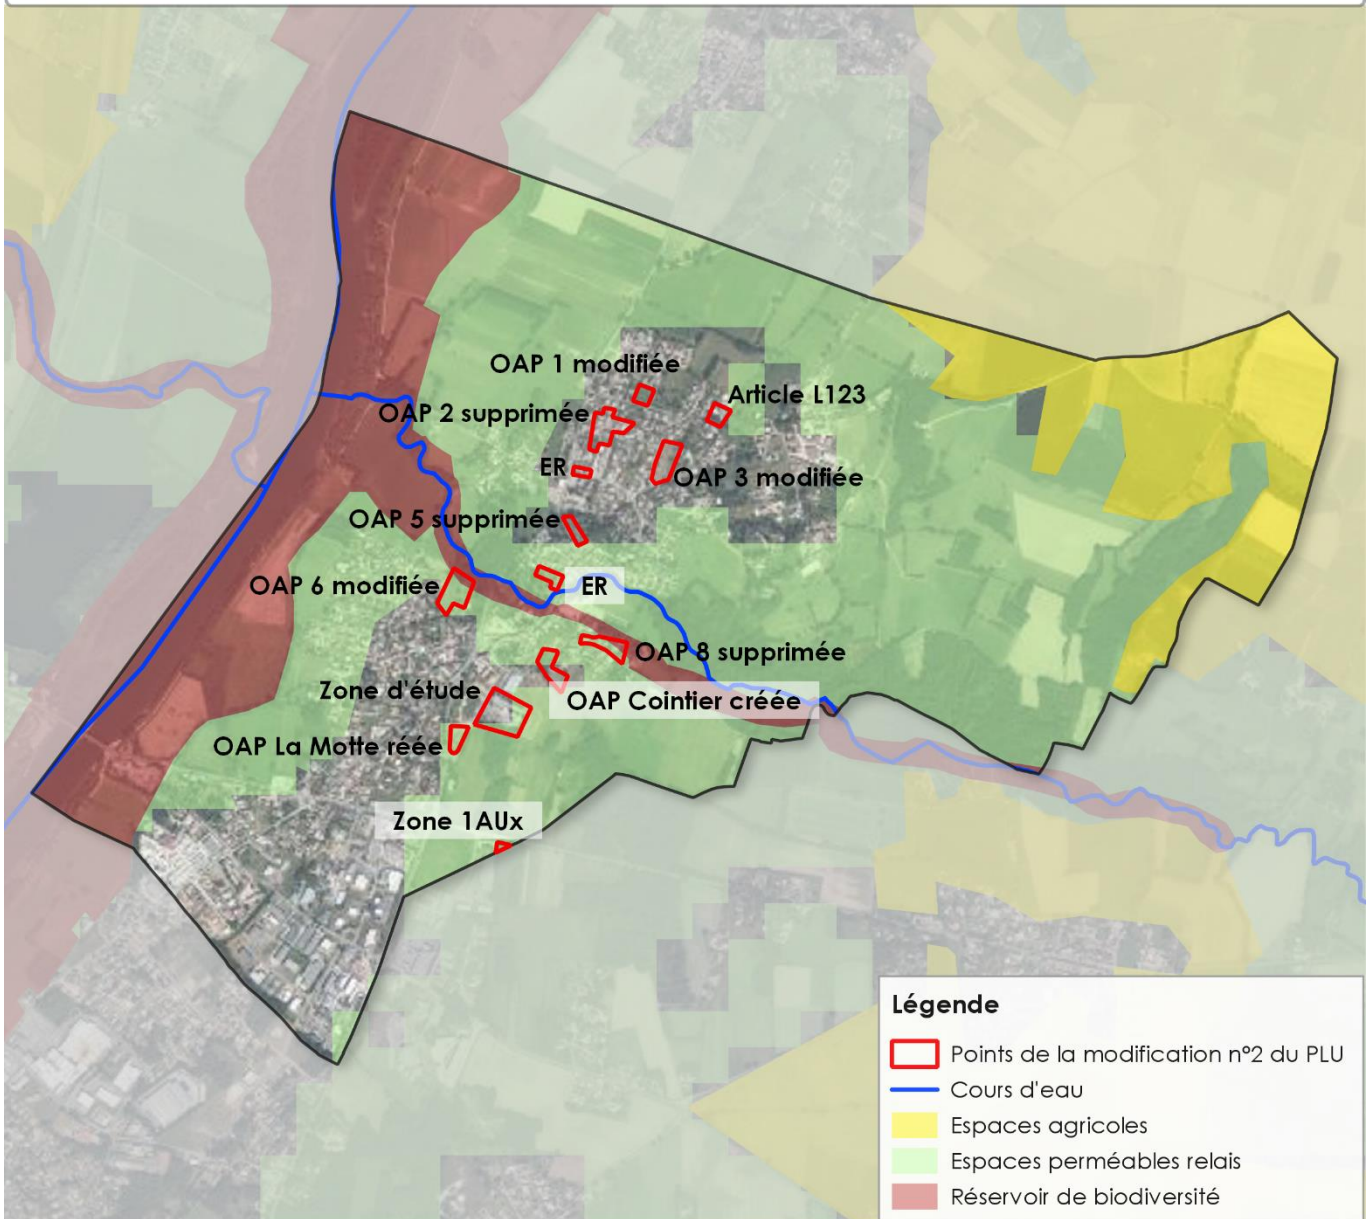 OAP 1 modifiée
Article L123
OAP 2 supprimée
ER
OAP 3 modifiée
OAP 5 supprimée
OAP 6 modifiée
ER
OAP 8 supprimée
Zone d'étude
OAP Cointier créée
OAP La Motte réée
Zone 1AUx
Légende
Points de la modification n°2 du PLU
Cours d'eau
Espaces agricoles
Espaces perméables relais
Réservoir de biodiversité